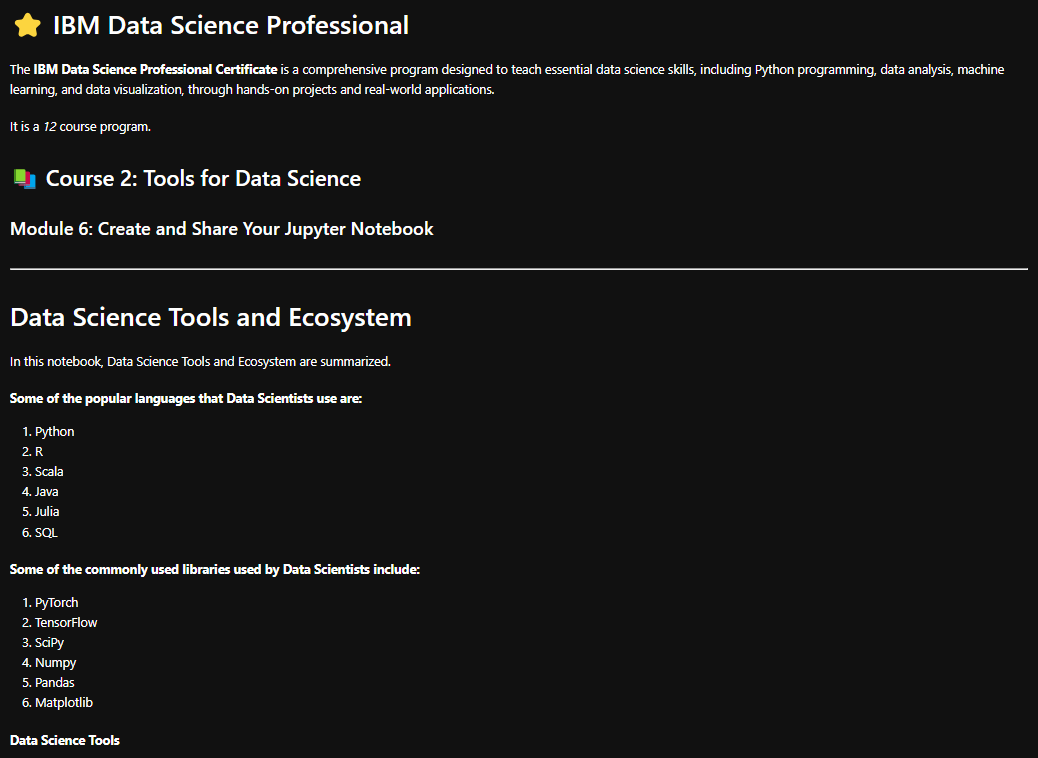 ⭐ IBM Data Science Professional
The IBM Data Science Professional Certificate is a comprehensive program designed to teach essential data science skills, including Python programming, data analysis, machine
learning, and data visualization, through hands-on projects and real-world applications.
It is a 12 course program.
📚 Course 2: Tools for Data Science
Module 6: Create and Share Your Jupyter Notebook
Data Science Tools and Ecosystem
In this notebook, Data Science Tools and Ecosystem are summarized.
Some of the popular languages that Data Scientists use are:
1. Python
2. R
3. Scala
4. Java
5. Julia
6. SQL
Some of the commonly used libraries used by Data Scientists include:
1. PyTorch
2. TensorFlow
3. SciPy
4. Numpy
5. Pandas
6. Matplotlib
Data Science Tools